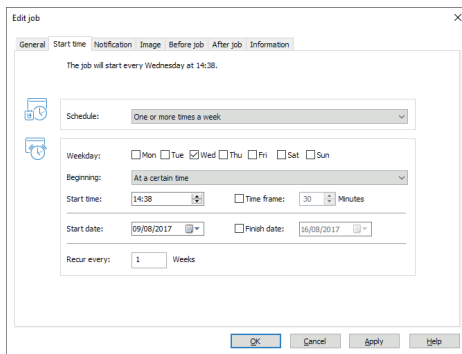 Edit job
General Start time Notification Image Before job After job Information
The job will start every Wednesday at 14:38.
Schedule: One or more times a week
Weekday: Mon Tue Wed Thu Fri Sat Sun
Beginning: At a certain time
Start time: 14:38 Time frame: 30 Minutes
Start date: 09/08/2017 Finish date: 16/08/2017
Recur every: 1 Weeks
OK Cancel Apply Help